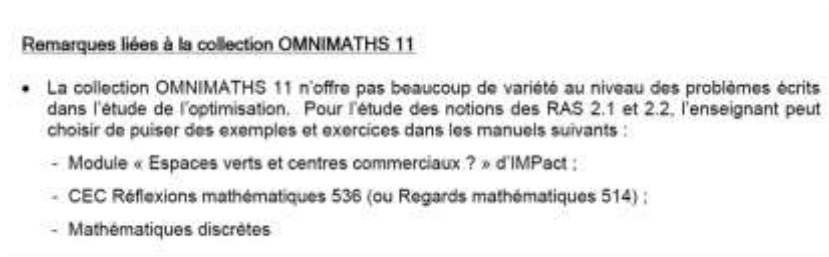 Remarques liées à la collection OMNIMATHS 11
• La collection OMNIMATHS 11 n'offre pas beaucoup de variété au niveau des problèmes écrits
dans l'étude de l'optimisation. Pour l'étude des notions des RAS 2.1 et 2.2, l'enseignant peut
choisir de puiser des exemples et exercices dans les manuels suivants :
- Module « Espaces verts et centres commerciaux ? » d'IMPact ;
- CEC Réflexions mathématiques 536 (ou Regards mathématiques 514) ;
- Mathématiques discrètes